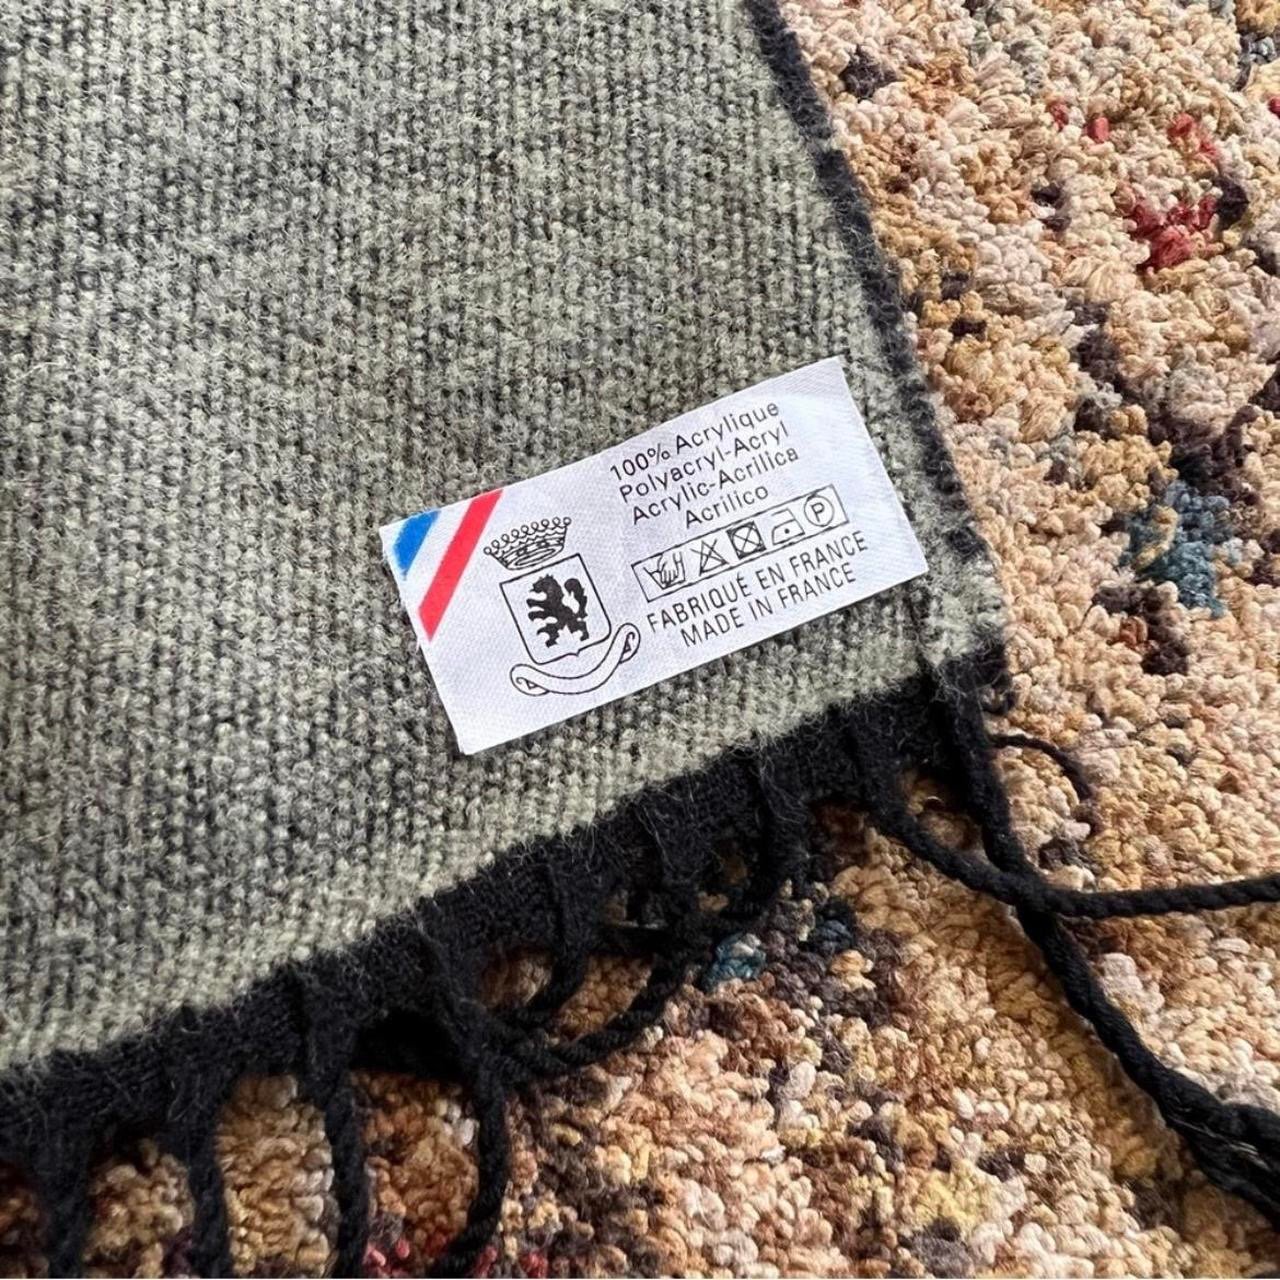 100% Acrylique
Polyacryl-Acryl
Acrylic-Acrilica
Acrilico
P
FABRIQUÉ EN FRANCE
MADE IN FRANCE
A A